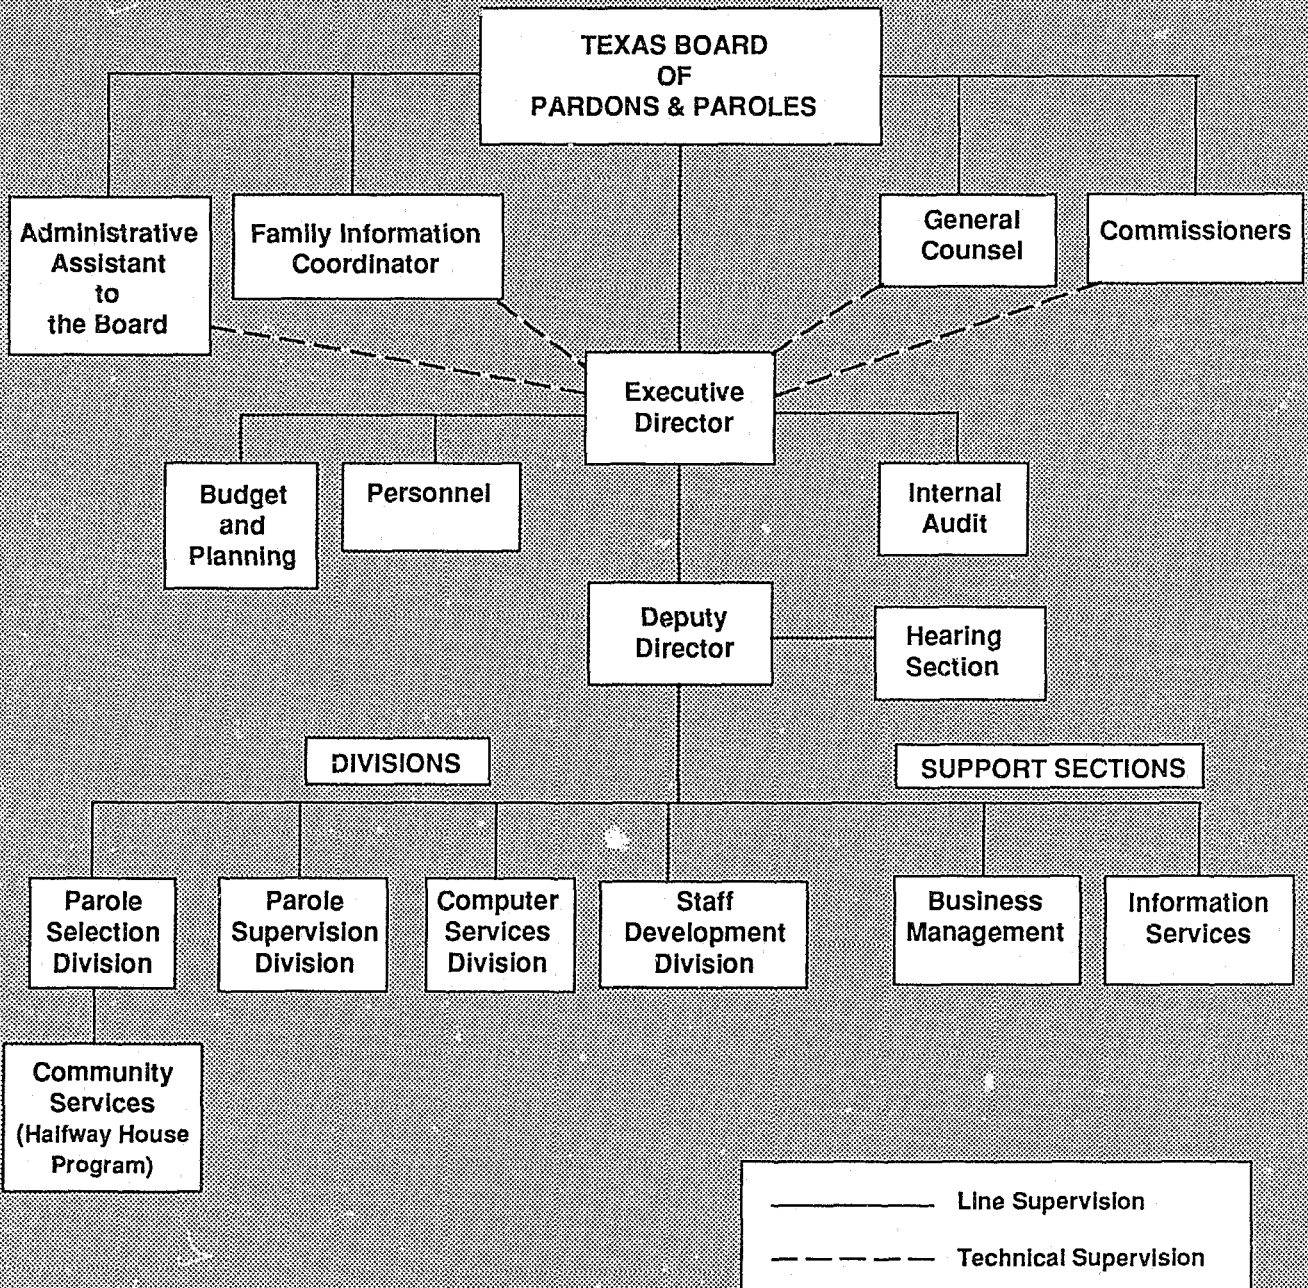 TEXAS BOARD
OF
PARDONS & PAROLES
Administrative
Assistant
to
the Board
Family Information
Coordinator
General
Counsel
Commissioners
Executive
Director
Budget
and
Planning
Personnel
Internal
Audit
Deputy
Director
Hearing
Section
DIVISIONS
SUPPORT SECTIONS
Parole
Selection
Division
Parole
Supervision
Division
Computer
Services
Division
Staff
Development
Division
Business
Management
Information
Services
Community
Services
(Halfway House
Program)
Line Supervision
Technical Supervision